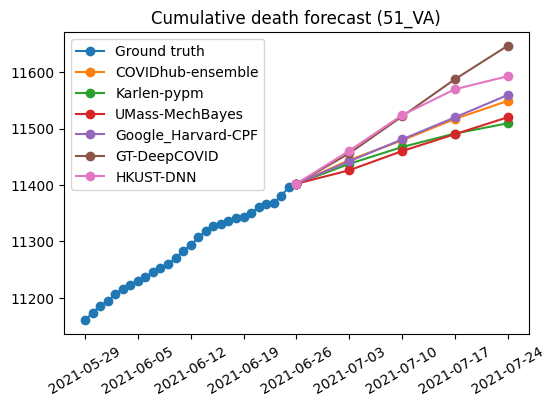 Cumulative death forecast (51_VA)
Ground truth
COVIDhub-ensemble
Karlen-pypm
UMass-MechBayes
Google_Harvard-CPF
GT-DeepCOVID
HKUST-DNN
11600
11500
11400
11300
11200
2021-05-29
2021-06-05
2021-06-12
2021-06-19
2021-06-26
2021-07-03
2021-07-10
2021-07-17
2021-07-24